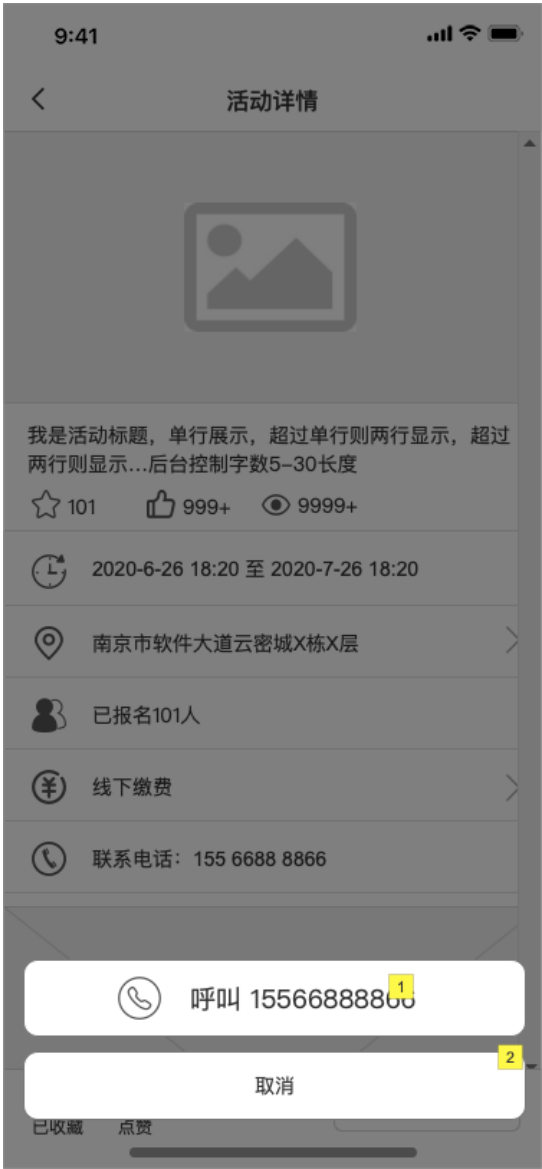 9:41
活动详情
我是活动标题，单行展示，超过单行则两行显示，超过
两行则显示...后台控制字数5–30长度
101 999+ 9999+
2020-6-26 18:20 至 2020-7-26 18:20
南京市软件大道云密城X栋X层
已报名101人
线下缴费
联系电话：155 6688 8866
1
呼叫 15566888866
2
取消
已收藏 点赞